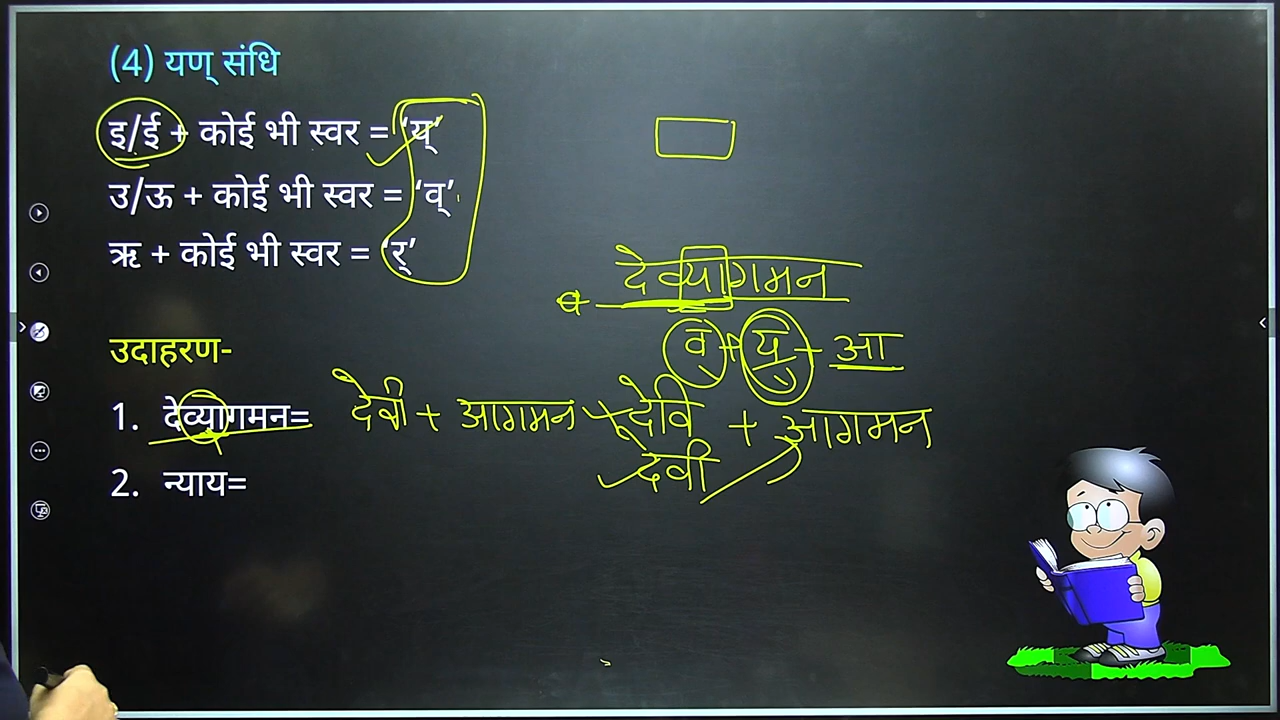 (4) यण् संधि
इ/ई + कोई भी स्वर = ‘य्’
उ/ऊ + कोई भी स्वर = ‘व्’
ऋ + कोई भी स्वर = ‘र्’
देव्यागमन
व् + य् + आ
उदाहरण-
1. देव्यागमन= देवी + आगमन देवि + आगमन
देवी
2. न्याय=